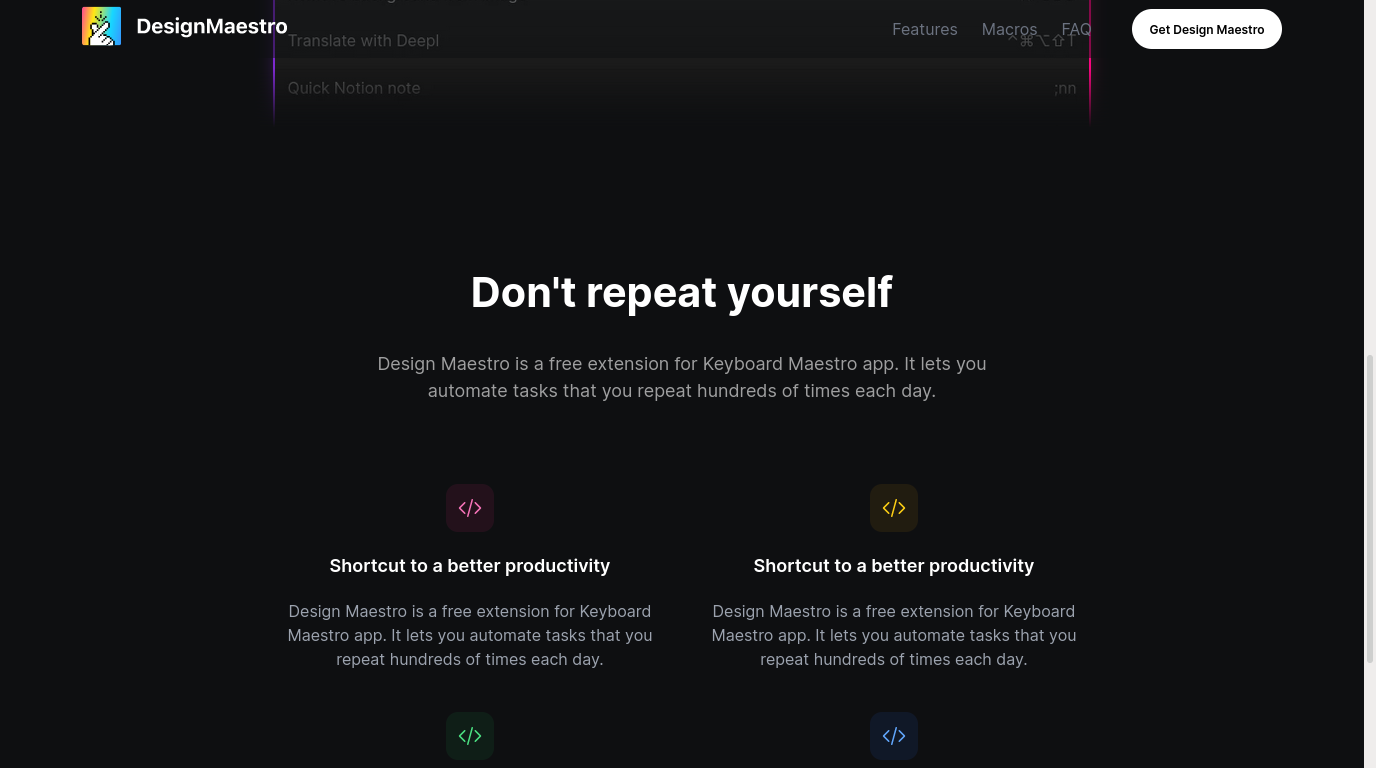 DesignMaestro
Features
Macros
FAQ
Get Design Maestro
Translate with Deepl
⌃⌘⌥⇧T
Quick Notion note
;nn
Don't repeat yourself
Design Maestro is a free extension for Keyboard Maestro app. It lets you
automate tasks that you repeat hundreds of times each day.
Shortcut to a better productivity
Design Maestro is a free extension for Keyboard
Maestro app. It lets you automate tasks that you
repeat hundreds of times each day.
Shortcut to a better productivity
Design Maestro is a free extension for Keyboard
Maestro app. It lets you automate tasks that you
repeat hundreds of times each day.